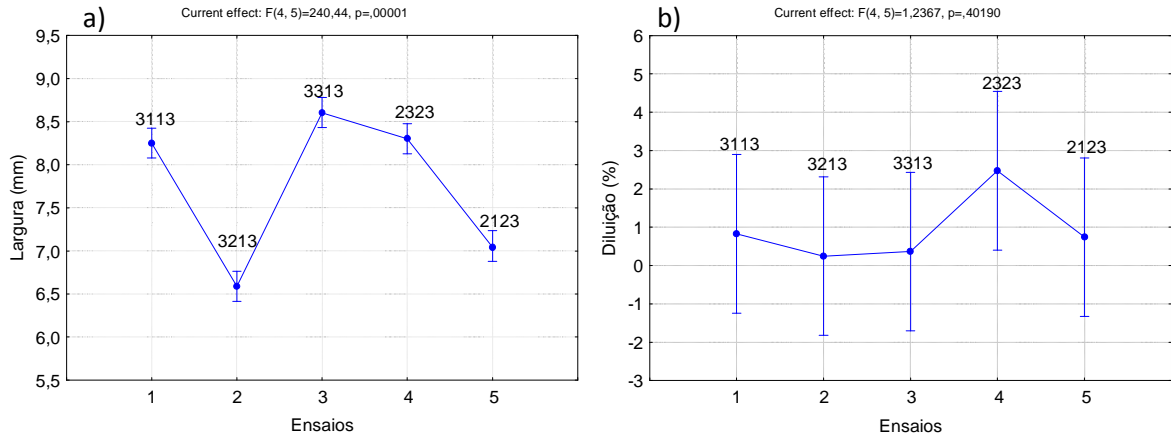 a)
Current effect: F(4, 5)=240,44, p=,00001
9,5
9,0
8,5
8,0
7,5
7,0
6,5
6,0
5,5
Largura (mm)
3113
3213
3313
2323
2123
1 2 3 4 5
Ensaios
b)
Current effect: F(4, 5)=1,2367, p=,40190
6
5
4
3
2
1
0
-1
-2
-3
Diluição (%)
3113
3213
3313
2323
2123
1 2 3 4 5
Ensaios